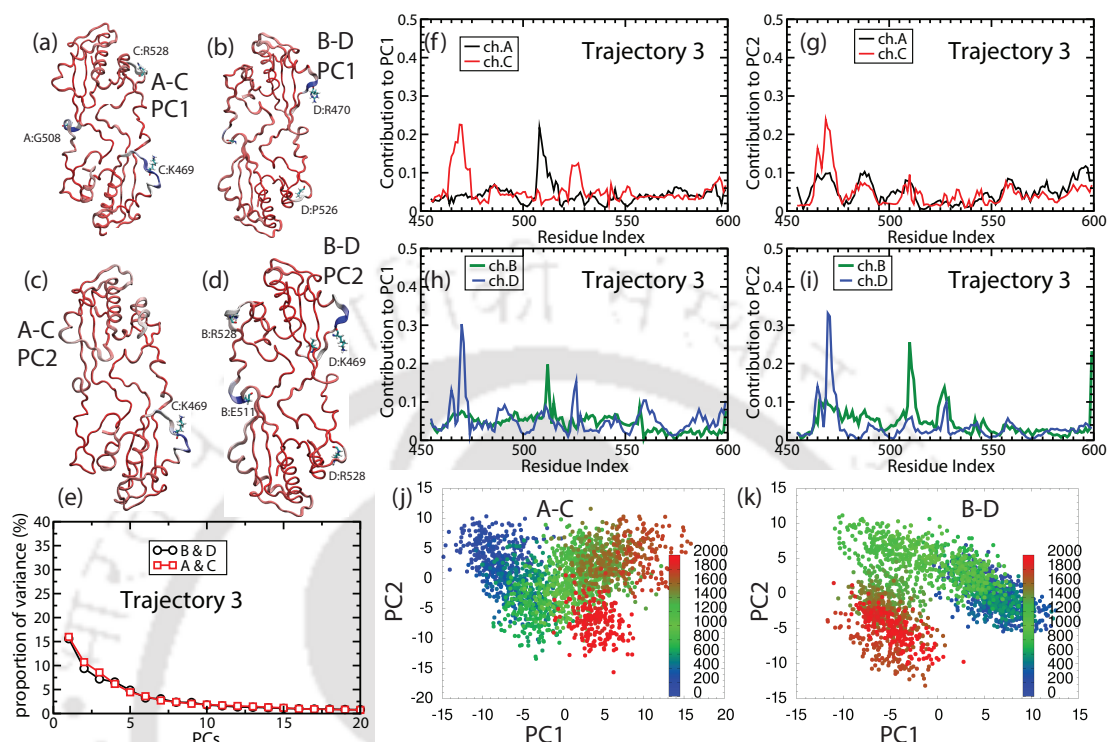 (a)
C:R528
A-C
PC1
A:G508
C:K469
(b)
B-D
PC1
D:R470
D:P526
(c)
A-C
PC2
C:K469
(d)
B-D
PC2
B:R528
D:K469
B:E511
D:R528
(e)
proportion of variance (%)
40
35
30
25
20
15
10
5
0
B & D
A & C
Trajectory 3
5 10 15 20
PCs
(f)
Contribution to PC1
0.5
0.4
0.3
0.2
0.1
0
ch.A
ch.C
Trajectory 3
450 500 550 600
Residue Index
(g)
Contribution to PC2
0.5
0.4
0.3
0.2
0.1
0
ch.A
ch.C
Trajectory 3
450 500 550 600
Residue Index
(h)
Contribution to PC1
0.5
0.4
0.3
0.2
0.1
0
ch.B
ch.D
Trajectory 3
450 500 550 600
Residue Index
(i)
Contribution to PC2
0.5
0.4
0.3
0.2
0.1
0
ch.B
ch.D
Trajectory 3
450 500 550 600
Residue Index
(j)
A-C
PC2
15
10
5
0
-5
-10
-15
-20
2000
1800
1600
1400
1200
1000
800
600
400
200
0
-15 -10 -5 0 5 10 15 20
PC1
(k)
B-D
PC2
15
10
5
0
-5
-10
-15
2000
1800
1600
1400
1200
1000
800
600
400
200
0
-15 -10 -5 0 5 10 15
PC1